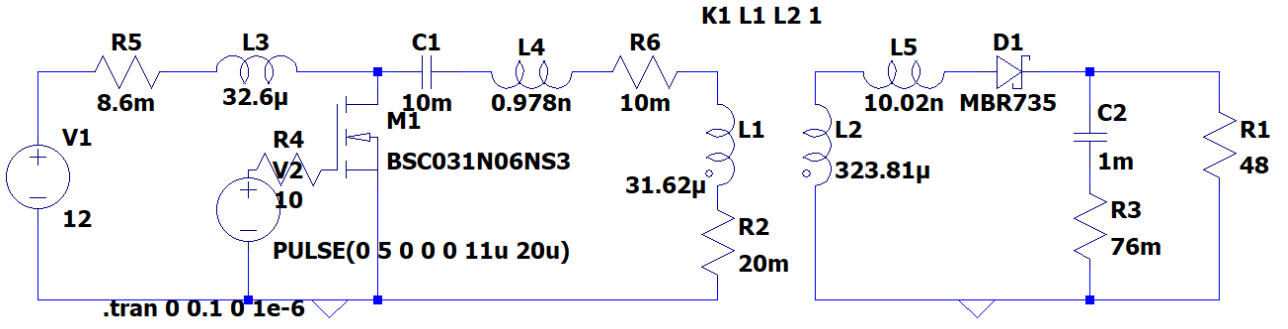 K1 L1 L2 1
R5
8.6m
L3
32.6µ
C1
10m
L4
0.978n
R6
10m
L5
10.02n
D1
MBR735
V1
12
R4
10
V2
M1
BSC031N06NS3
PULSE(0 5 0 0 0 11u 20u)
L1
31.62µ
L2
323.81µ
R2
20m
C2
1m
R3
76m
R1
48
.tran 0 0.1 0 1e-6